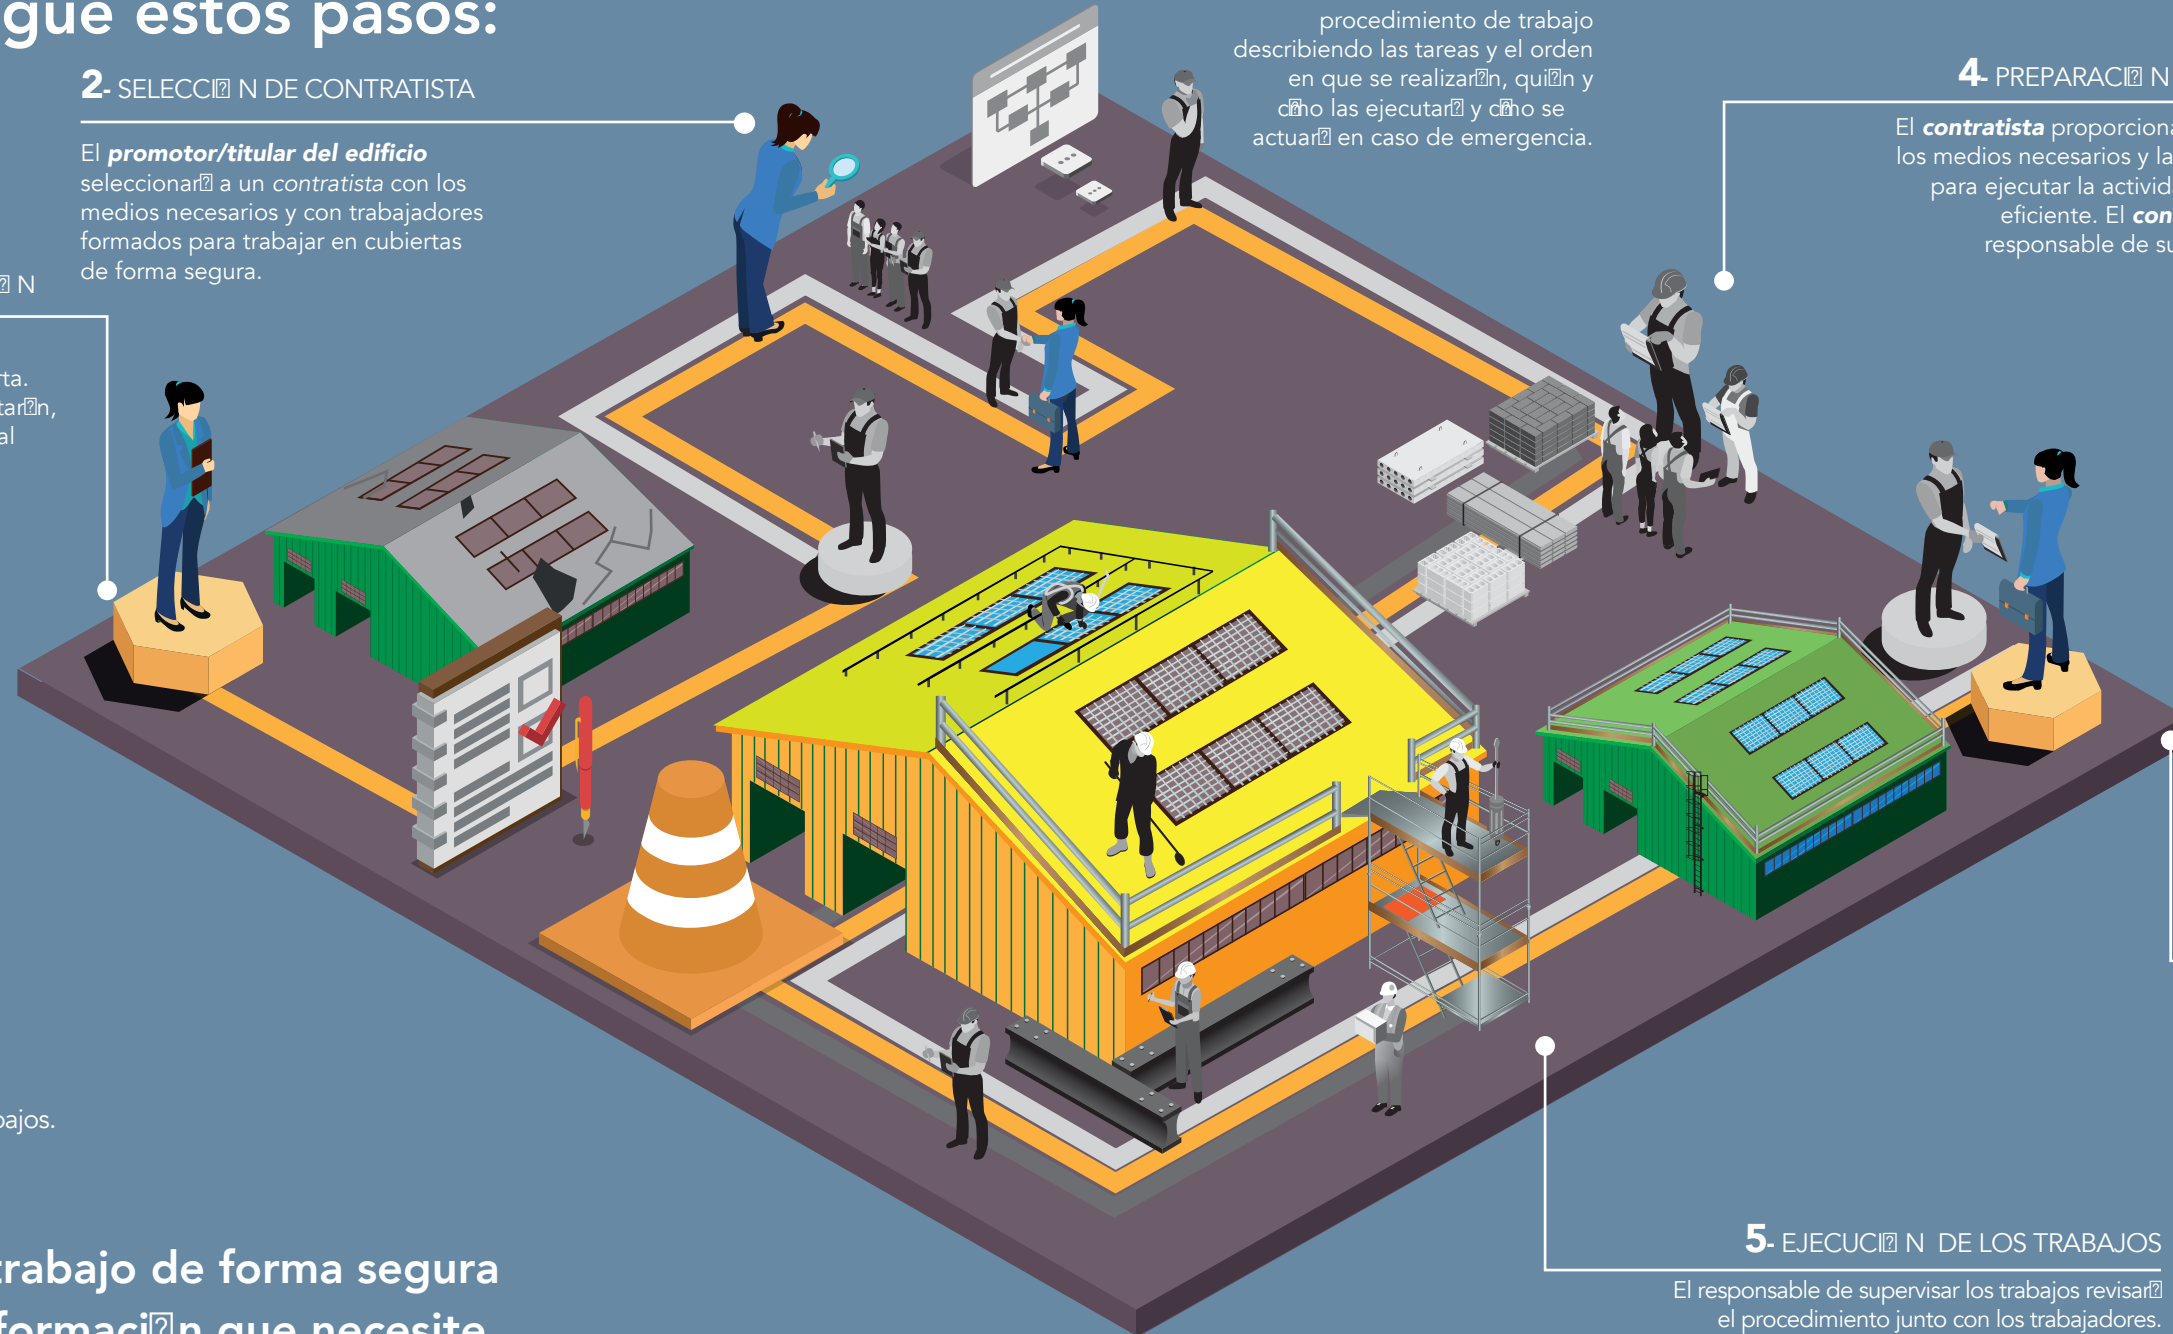 gue estos pasos:
2- SELECCI�N DE CONTRATISTA
El promotor/titular del edificio
seleccionar� a un contratista con los
medios necesarios y con trabajadores
formados para trabajar en cubiertas
de forma segura.
� N
rta.
tar�n,
al
procedimiento de trabajo
describiendo las tareas y el orden
en que se realizar�n, qui�n y
c�mo las ejecutar� y c�mo se
actuar� en caso de emergencia.
4- PREPARACI� N
El contratista proporciona
los medios necesarios y la
para ejecutar la activida
eficiente. El con
responsable de su
bajos.
trabajo de forma segura
formaci�n que necesite
5- EJECUCI� N DE LOS TRABAJOS
El responsable de supervisar los trabajos revisar�
el procedimiento junto con los trabajadores.